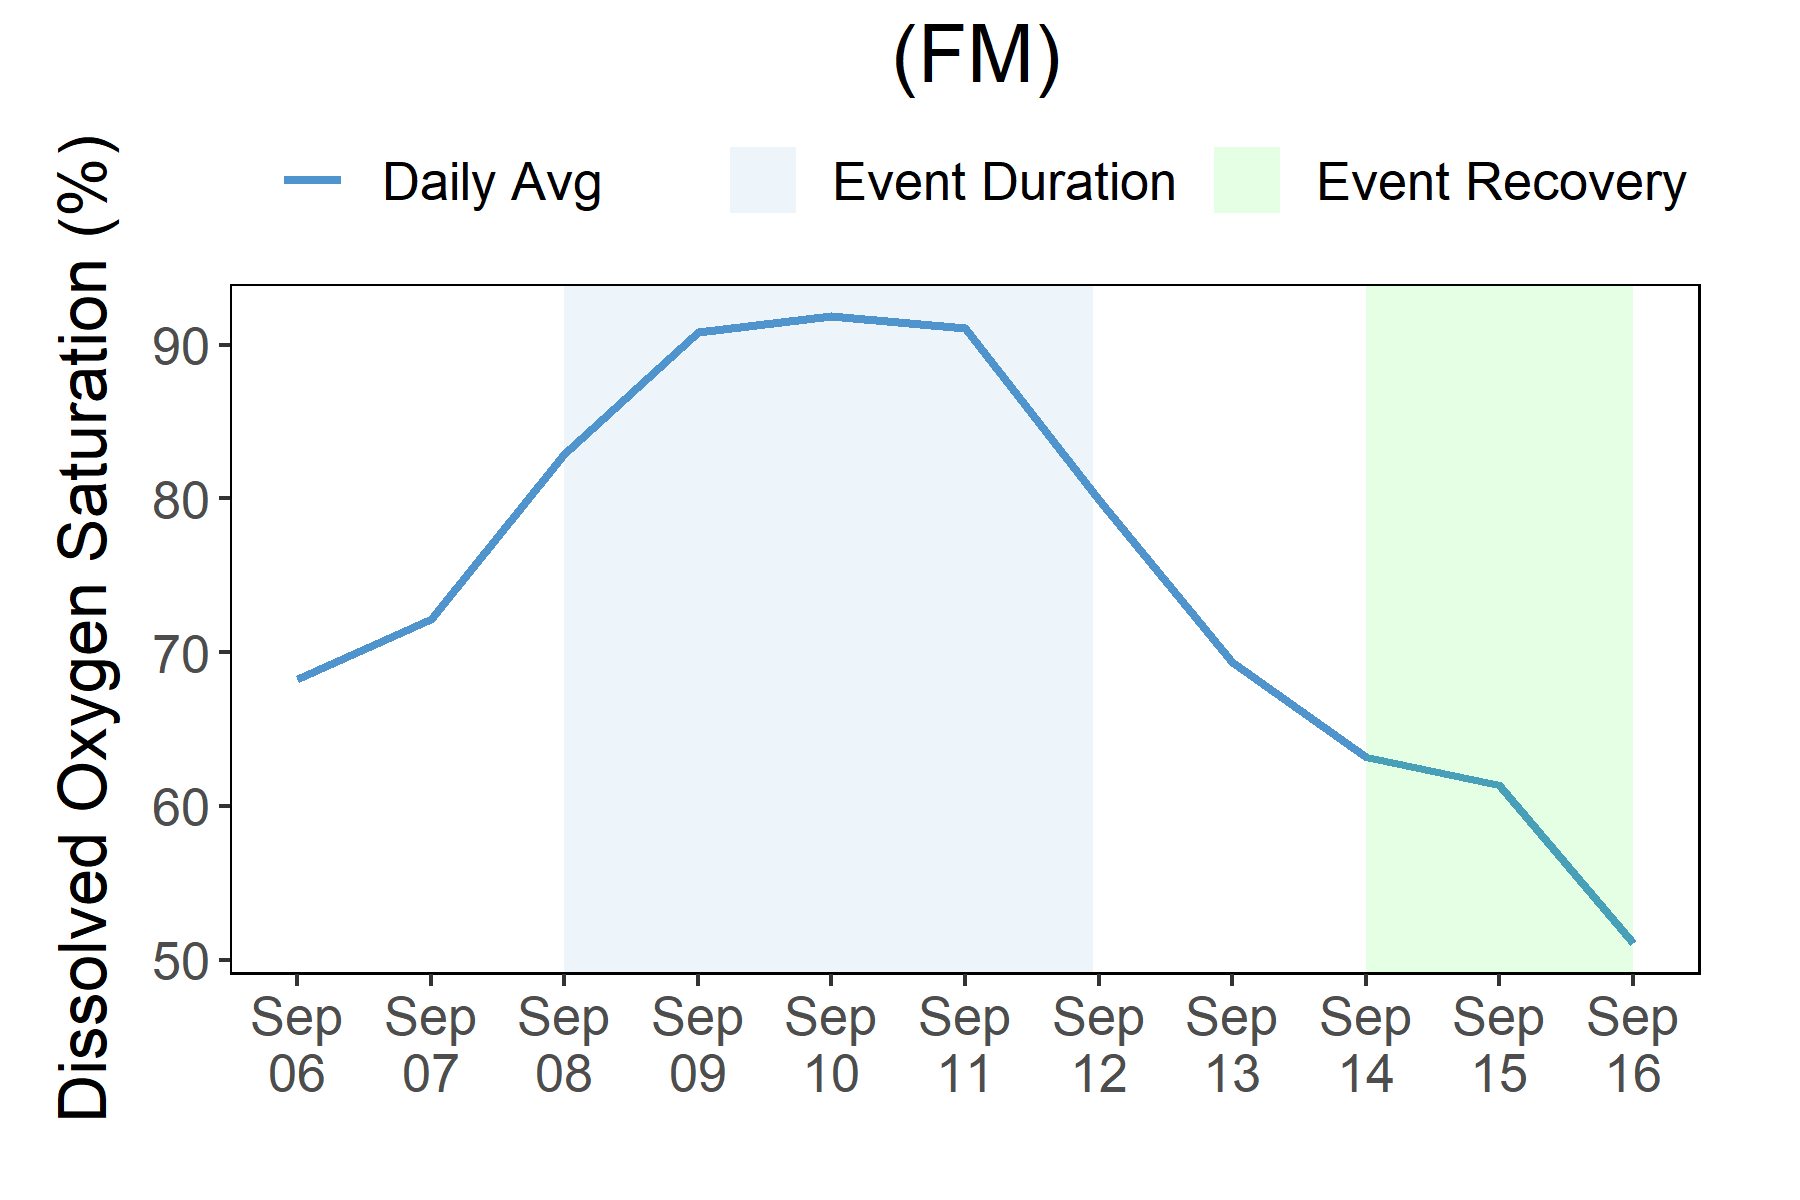 (FM)
Daily Avg
Event Duration
Event Recovery
Dissolved Oxygen Saturation (%)
90
80
70
60
50
Sep 06
Sep 07
Sep 08
Sep 09
Sep 10
Sep 11
Sep 12
Sep 13
Sep 14
Sep 15
Sep 16